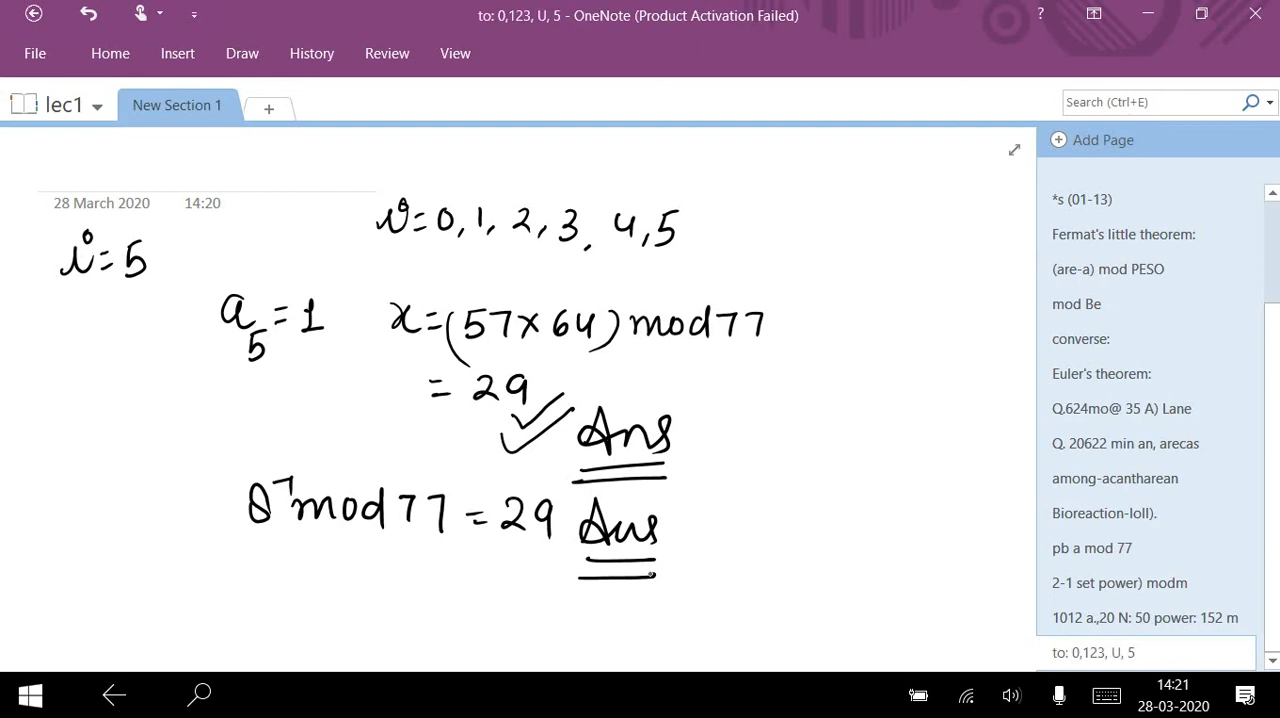 to: 0,123, U, 5 - OneNote (Product Activation Failed)
File Home Insert Draw History Review View
lec1 New Section 1
Search (Ctrl+E)
Add Page
28 March 2020 14:20
i = 0, 1, 2, 3, 4, 5
i = 5
a5 = 1 x = (57 × 64) mod 77
= 29
Ans
8^7 mod 77 = 29 Ans
*s (01-13)
Fermat's little theorem:
(are-a) mod PESO
mod Be
converse:
Euler's theorem:
Q.624mo@ 35 A) Lane
Q. 20622 min an, arecas
among-acantharean
Bioreaction-loll).
pb a mod 77
2-1 set power) modm
1012 a.,20 N: 50 power: 152 m
to: 0,123, U, 5
14:21
28-03-2020